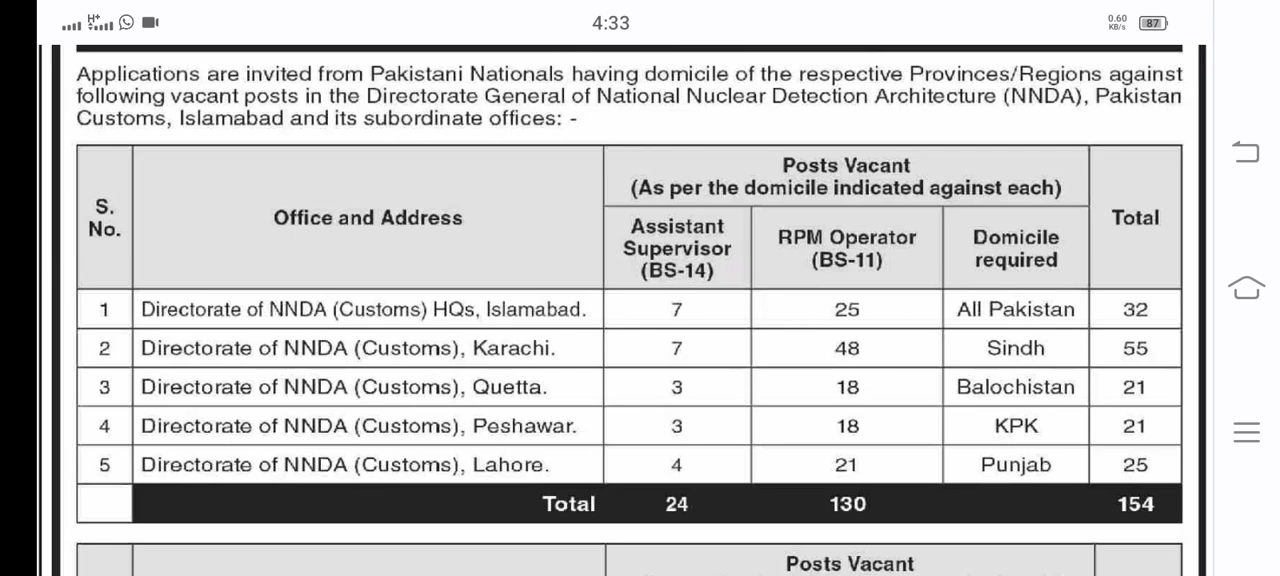 H+
4:33
0.60
KB/s
87
Applications are invited from Pakistani Nationals having domicile of the respective Provinces/Regions against
following vacant posts in the Directorate General of National Nuclear Detection Architecture (NNDA), Pakistan
Customs, Islamabad and its subordinate offices: -
S. No. Office and Address Posts Vacant Total
(As per the domicile indicated against each)
Assistant Supervisor (BS-14) RPM Operator (BS-11) Domicile required
1 Directorate of NNDA (Customs) HQs, Islamabad. 7 25 All Pakistan 32
2 Directorate of NNDA (Customs), Karachi. 7 48 Sindh 55
3 Directorate of NNDA (Customs), Quetta. 3 18 Balochistan 21
4 Directorate of NNDA (Customs), Peshawar. 3 18 KPK 21
5 Directorate of NNDA (Customs), Lahore. 4 21 Punjab 25
Total 24 130 154
Posts Vacant